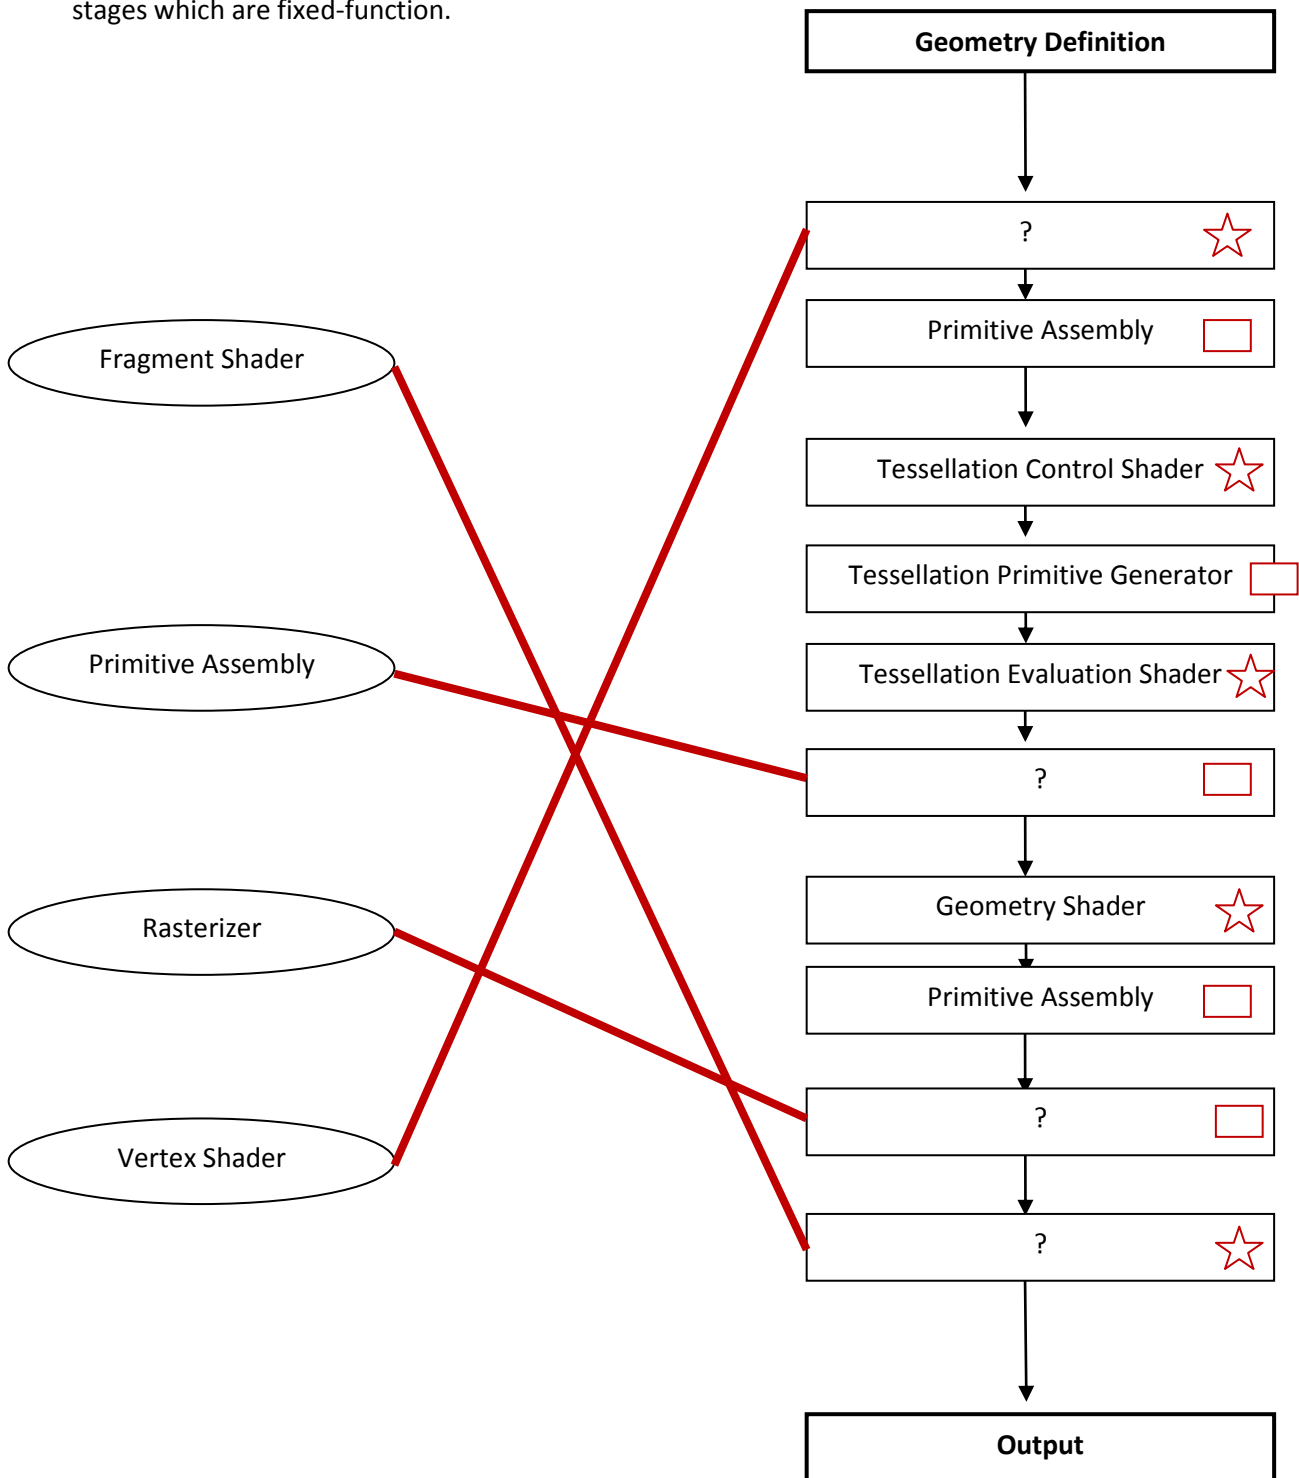 stages which are fixed-function.
Geometry Definition
?
Primitive Assembly
Tessellation Control Shader
Tessellation Primitive Generator
Tessellation Evaluation Shader
?
Geometry Shader
Primitive Assembly
?
?
Output
Fragment Shader
Primitive Assembly
Rasterizer
Vertex Shader